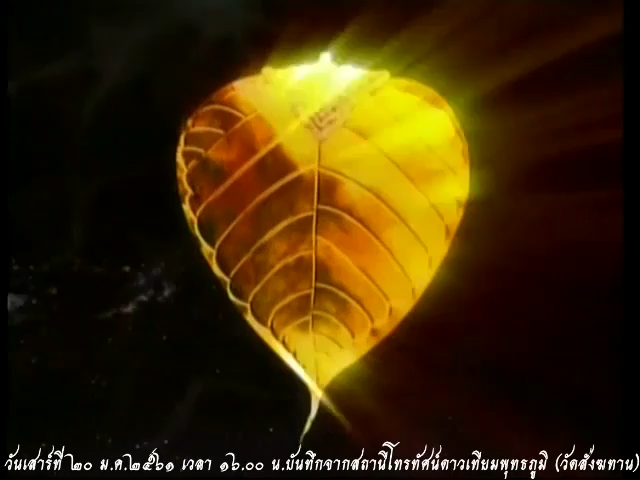 วันเสาร์ที่ ๒๐ ม.ค.๒๕๖๑ เวลา ๑๖.๐๐ น.บันทึกจากสถานีโทรทัศน์ดาวเทียมพุทธภูมิ (วัดสังฆทาน)